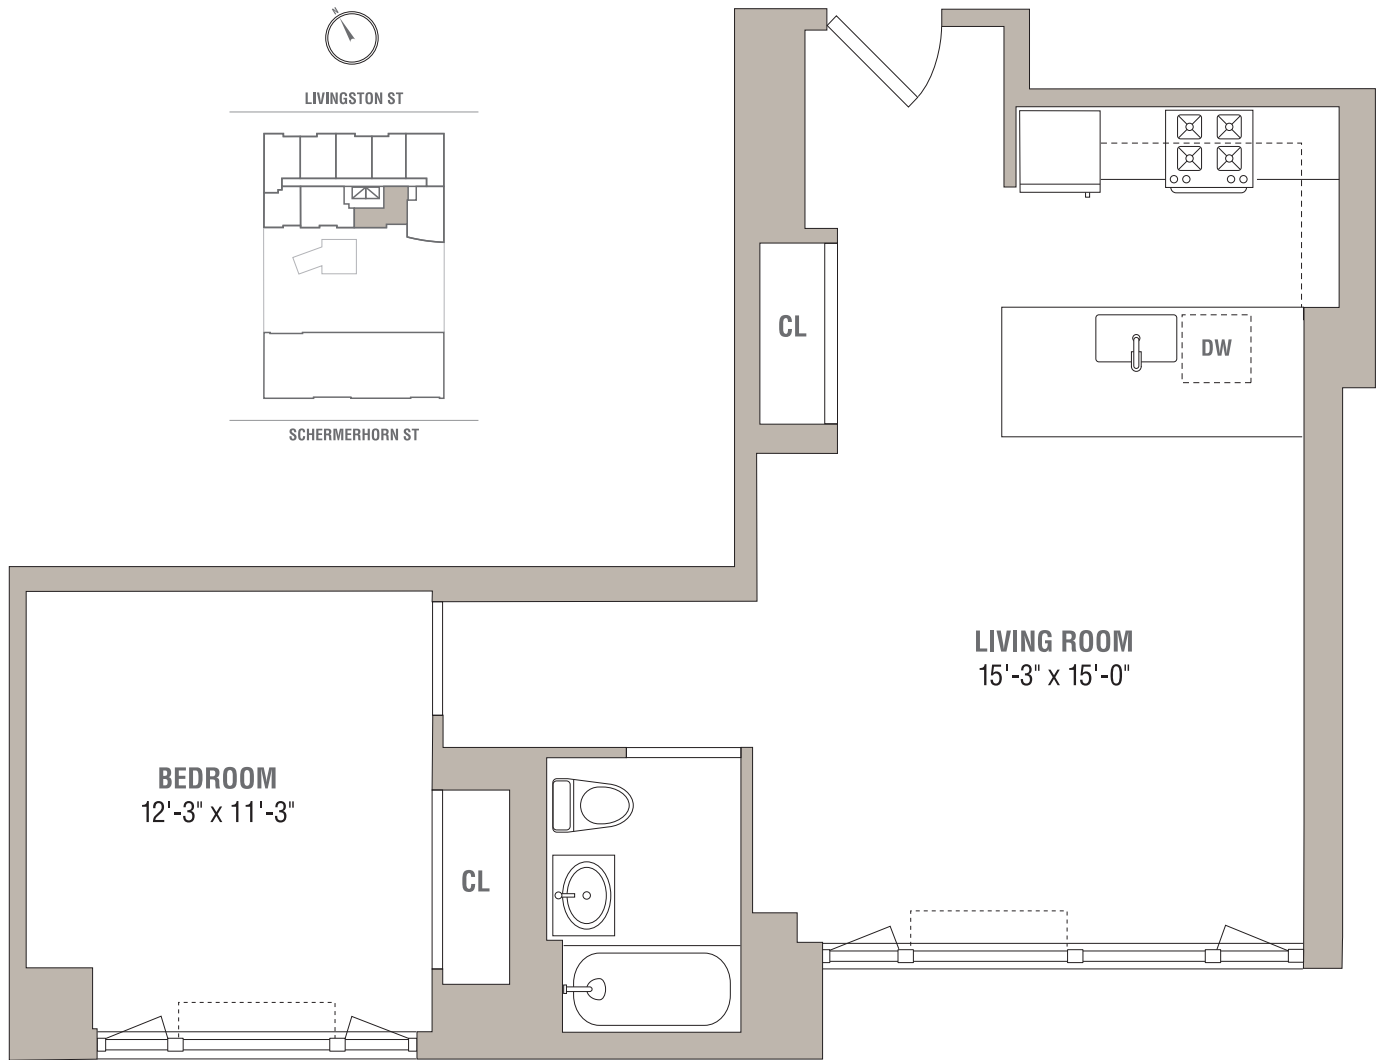 N
LIVINGSTON ST
SCHERMERHORN ST
CL
DW
LIVING ROOM
15'-3" x 15'-0"
BEDROOM
12'-3" x 11'-3"
CL